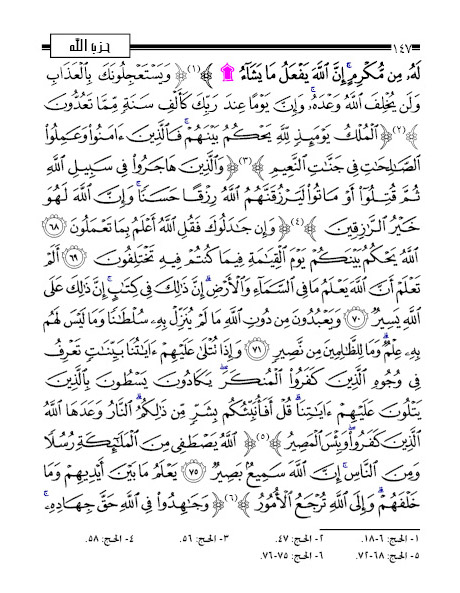 ١٤٧
حزب الله
لَهُۥ مِن مُّكْرِمٍ إِنَّ ٱللَّهَ يَفْعَلُ مَا يَشَآءُ ۩ ﴾(١) ﴿ وَيَسْتَعْجِلُونَكَ بِٱلْعَذَابِ
وَلَن يُخْلِفَ ٱللَّهُ وَعْدَهُۥ وَإِنَّ يَوْمًا عِندَ رَبِّكَ كَأَلْفِ سَنَةٍ مِّمَّا تَعُدُّونَ
﴾(٢) ﴿ ٱلْمُلْكُ يَوْمَئِذٍ لِّلَّهِ يَحْكُمُ بَيْنَهُمْ فَٱلَّذِينَ ءَامَنُوا۟ وَعَمِلُوا۟
ٱلصَّٰلِحَٰتِ فِى جَنَّٰتِ ٱلنَّعِيمِ ﴾(٣) ﴿ وَٱلَّذِينَ هَاجَرُوا۟ فِى سَبِيلِ ٱللَّهِ
ثُمَّ قُتِلُوٓا۟ أَوْ مَاتُوا۟ لَيَرْزُقَنَّهُمُ ٱللَّهُ رِزْقًا حَسَنًا وَإِنَّ ٱللَّهَ لَهُوَ
خَيْرُ ٱلرَّٰزِقِينَ ﴾(٤) ﴿ وَإِن جَٰدَلُوكَ فَقُلِ ٱللَّهُ أَعْلَمُ بِمَا تَعْمَلُونَ ٦٨
ٱللَّهُ يَحْكُمُ بَيْنَكُمْ يَوْمَ ٱلْقِيَٰمَةِ فِيمَا كُنتُمْ فِيهِ تَخْتَلِفُونَ ٦٩ أَلَمْ
تَعْلَمْ أَنَّ ٱللَّهَ يَعْلَمُ مَا فِى ٱلسَّمَآءِ وَٱلْأَرْضِ إِنَّ ذَٰلِكَ فِى كِتَٰبٍ إِنَّ ذَٰلِكَ عَلَى
ٱللَّهِ يَسِيرٌ ٧٠ وَيَعْبُدُونَ مِن دُونِ ٱللَّهِ مَا لَمْ يُنَزِّلْ بِهِۦ سُلْطَٰنًا وَمَا لَيْسَ لَهُم
بِهِۦ عِلْمٌ وَمَا لِلظَّٰلِمِينَ مِن نَّصِيرٍ ٧١ وَإِذَا تُتْلَىٰ عَلَيْهِمْ ءَايَٰتُنَا بَيِّنَٰتٍ تَعْرِفُ
فِى وُجُوهِ ٱلَّذِينَ كَفَرُوا۟ ٱلْمُنكَرَ يَكَادُونَ يَسْطُونَ بِٱلَّذِينَ
يَتْلُونَ عَلَيْهِمْ ءَايَٰتِنَا قُلْ أَفَأُنَبِّئُكُم بِشَرٍّ مِّن ذَٰلِكُمُ ٱلنَّارُ وَعَدَهَا ٱللَّهُ
ٱلَّذِينَ كَفَرُوا۟ وَبِئْسَ ٱلْمَصِيرُ ﴾(٥) ﴿ ٱللَّهُ يَصْطَفِى مِنَ ٱلْمَلَٰٓئِكَةِ رُسُلًا
وَمِنَ ٱلنَّاسِ إِنَّ ٱللَّهَ سَمِيعٌۢ بَصِيرٌ ٧٥ يَعْلَمُ مَا بَيْنَ أَيْدِيهِمْ وَمَا
خَلْفَهُمْ وَإِلَى ٱللَّهِ تُرْجَعُ ٱلْأُمُورُ ﴾(٦) ﴿ وَجَٰهِدُوا۟ فِى ٱللَّهِ حَقَّ جِهَادِهِۦ
١- الحج: ٦-١٨. ٢- الحج: ٤٧. ٣- الحج: ٥٦. ٤- الحج: ٥٨.
٥- الحج: ٦٨-٧٢. ٦- الحج: ٧٥-٧٦.